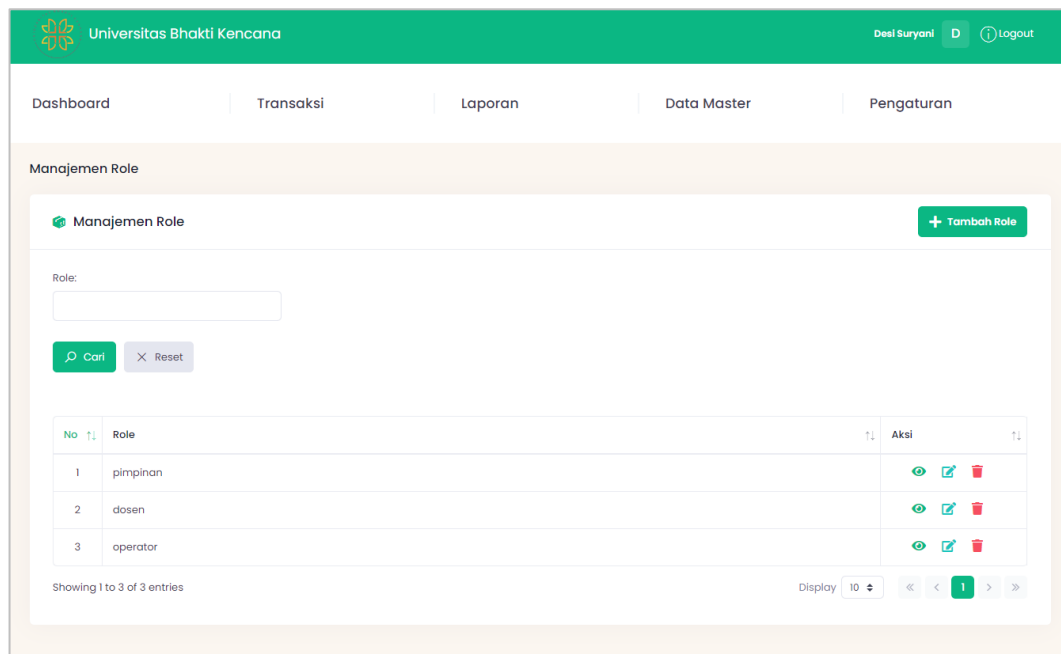 Universitas Bhakti Kencana
Desi Suryani D Logout
Dashboard Transaksi Laporan Data Master Pengaturan
Manajemen Role
Manajemen Role
Tambah Role
Role:
Cari Reset
No Role Aksi
1 pimpinan
2 dosen
3 operator
Showing 1 to 3 of 3 entries
Display 10 « < 1 > »